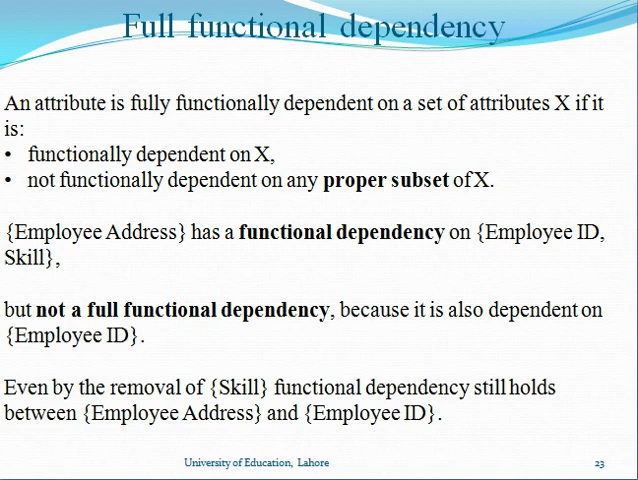 Full functional dependency
An attribute is fully functionally dependent on a set of attributes X if it
is:
• functionally dependent on X,
• not functionally dependent on any proper subset of X.
{Employee Address} has a functional dependency on {Employee ID,
Skill},
but not a full functional dependency, because it is also dependent on
{Employee ID}.
Even by the removal of {Skill} functional dependency still holds
between {Employee Address} and {Employee ID}.
University of Education, Lahore
23